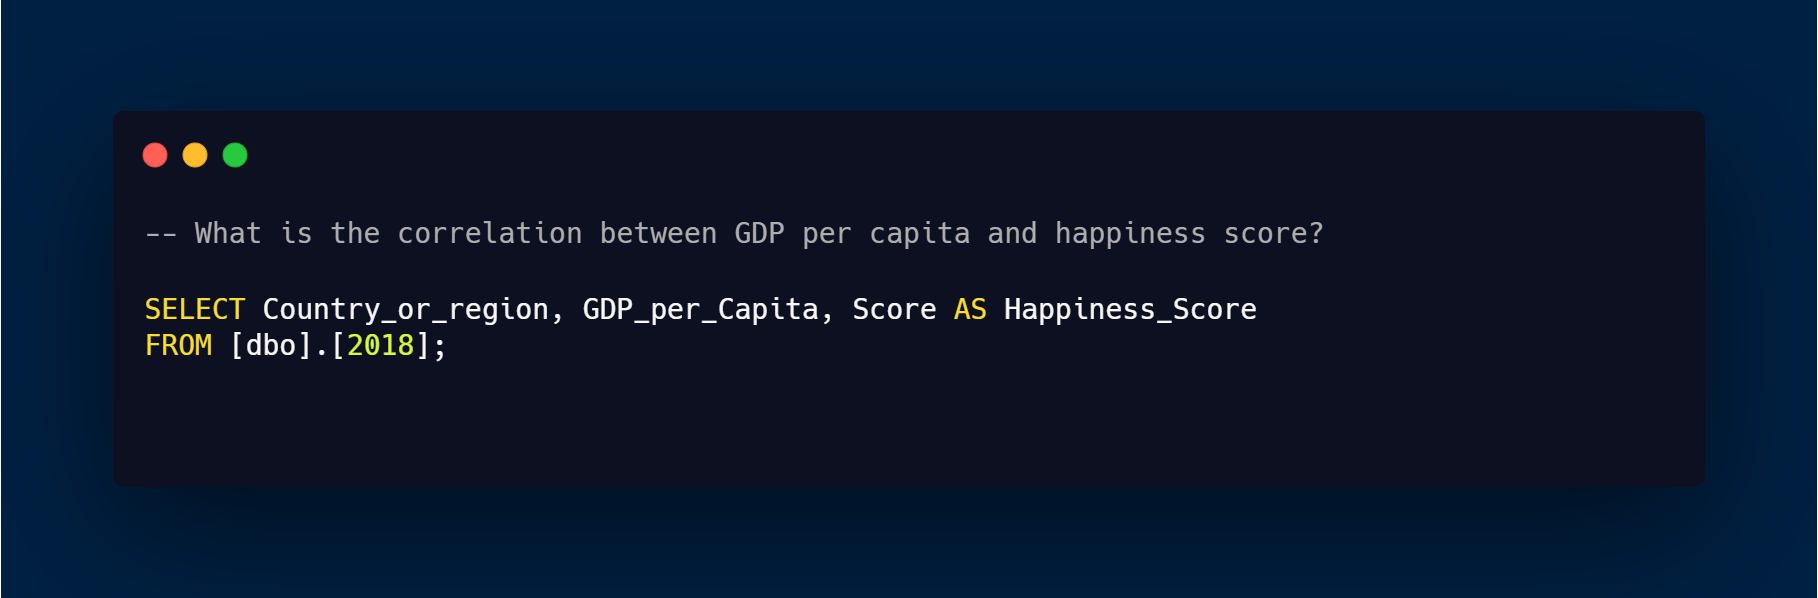 -- What is the correlation between GDP per capita and happiness score?
SELECT Country_or_region, GDP_per_Capita, Score AS Happiness_Score
FROM [dbo].[2018];